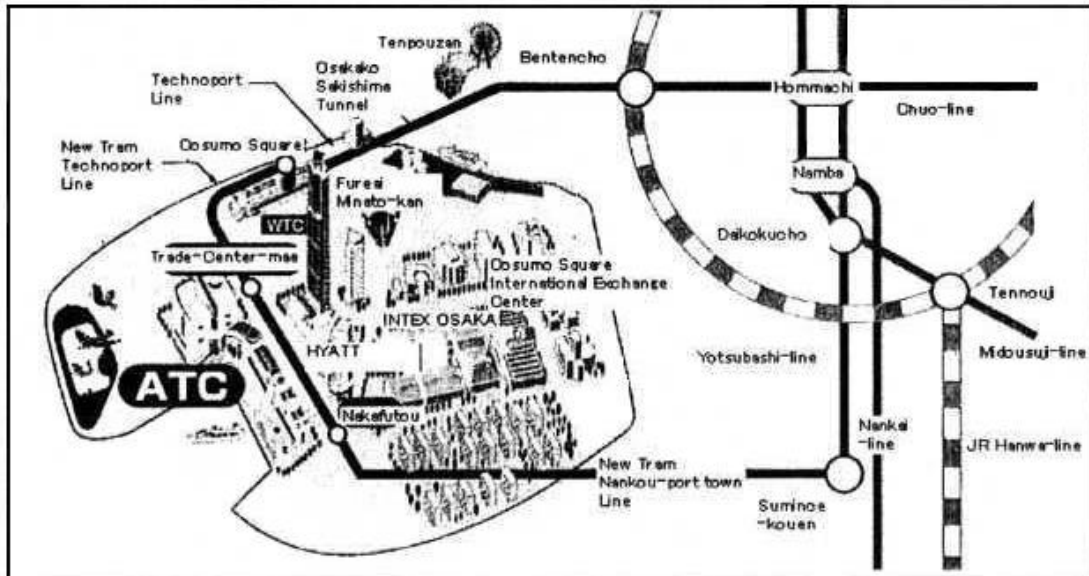 Tenpouzan
Bentencho
Technoport
Line
Osakako
Sakishima
Tunnel
Hommachi
Chuo-line
New Tram
Technoport
Line
Cosumo Square
Fureai
Minato-kan
Namba
WTC
Daikokucho
Trade-Center-mae
Cosumo Square
International Exchange
Center
Tennouji
INTEX OSAKA
HYATT
Yotsubashi-line
Midousuji-line
ATC
Nakafutou
Nankai
-line
JR Hanwa-line
New Tram
Nankou-port town
Line
Suminoe
-kouen